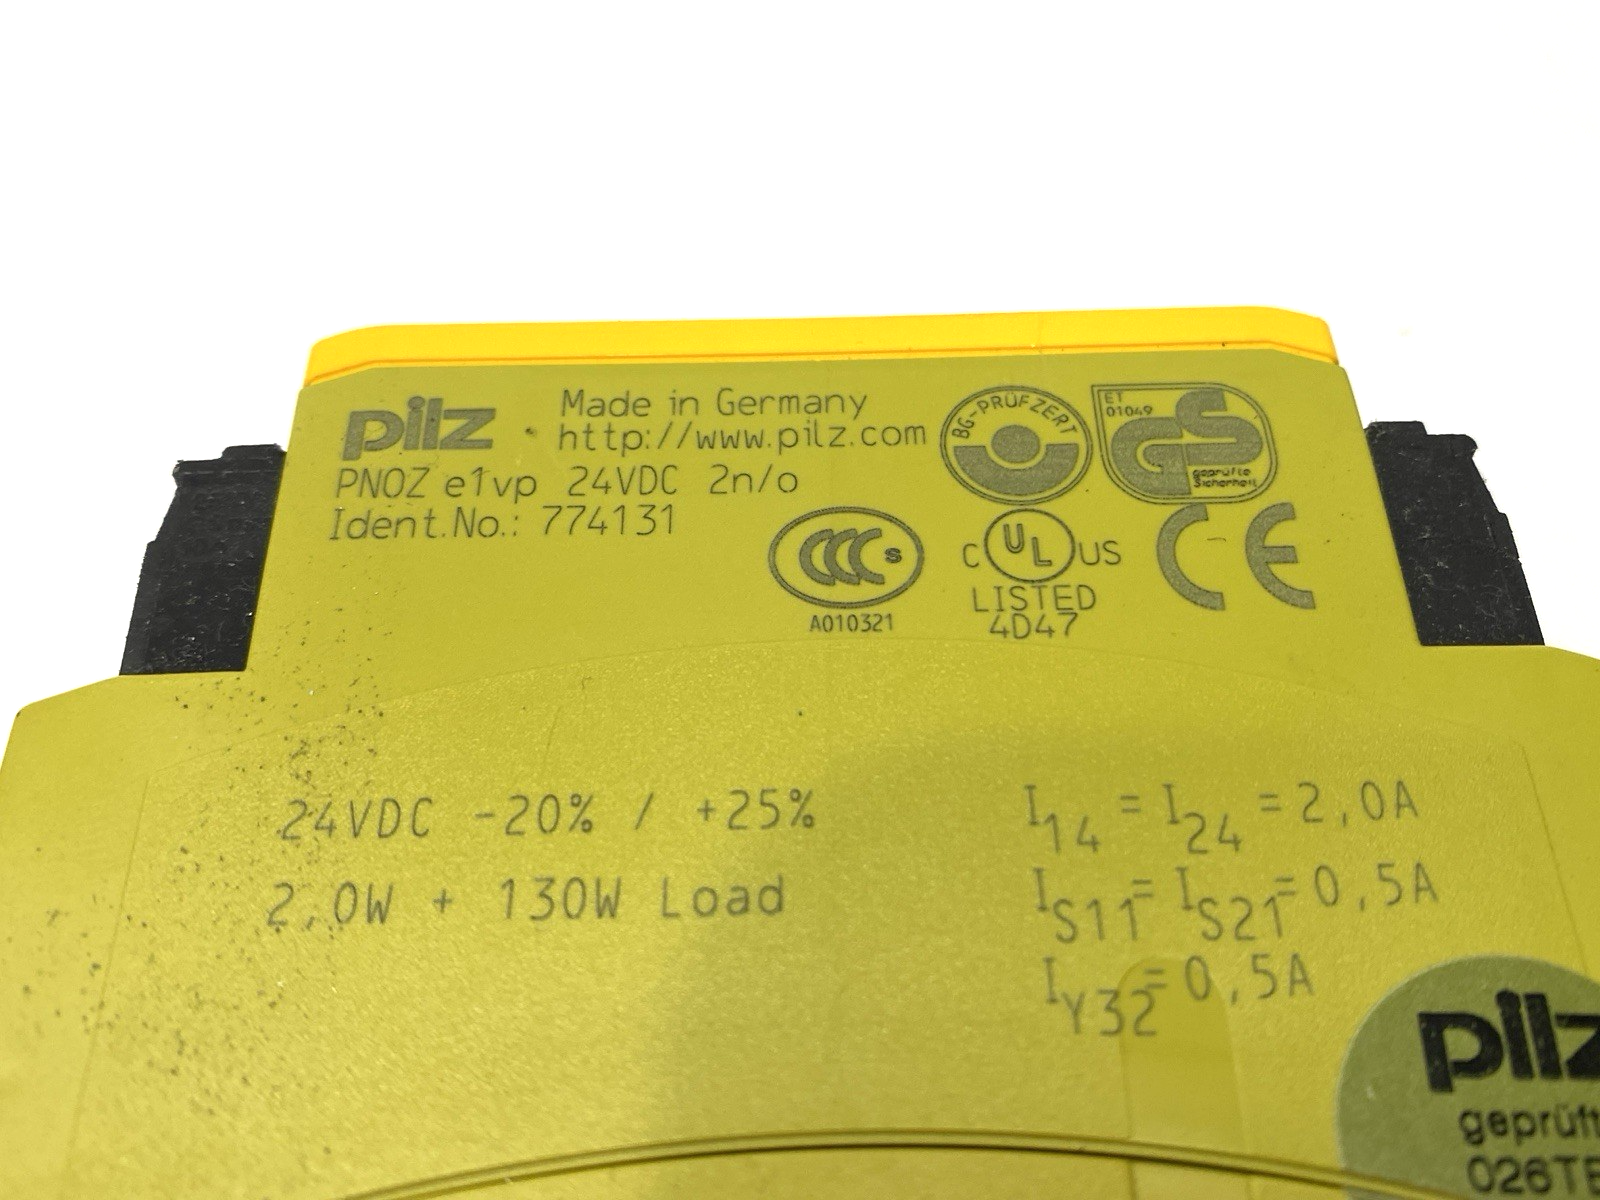 pilz
Made in Germany
http://www.pilz.com
PNOZ e1vp 24VDC 2n/o
Ident.No.: 774131
BG-PRÜFZERT
ET
01049
GS
geprüfte
Sicherheit
CCC S
A010321
C UL US
LISTED
4D47
CE
24VDC -20% / +25%
2,0W + 130W Load
I14 = I24 = 2,0A
IS11 = IS21 = 0,5A
IY32 = 0,5A
pilz
geprüft
026T